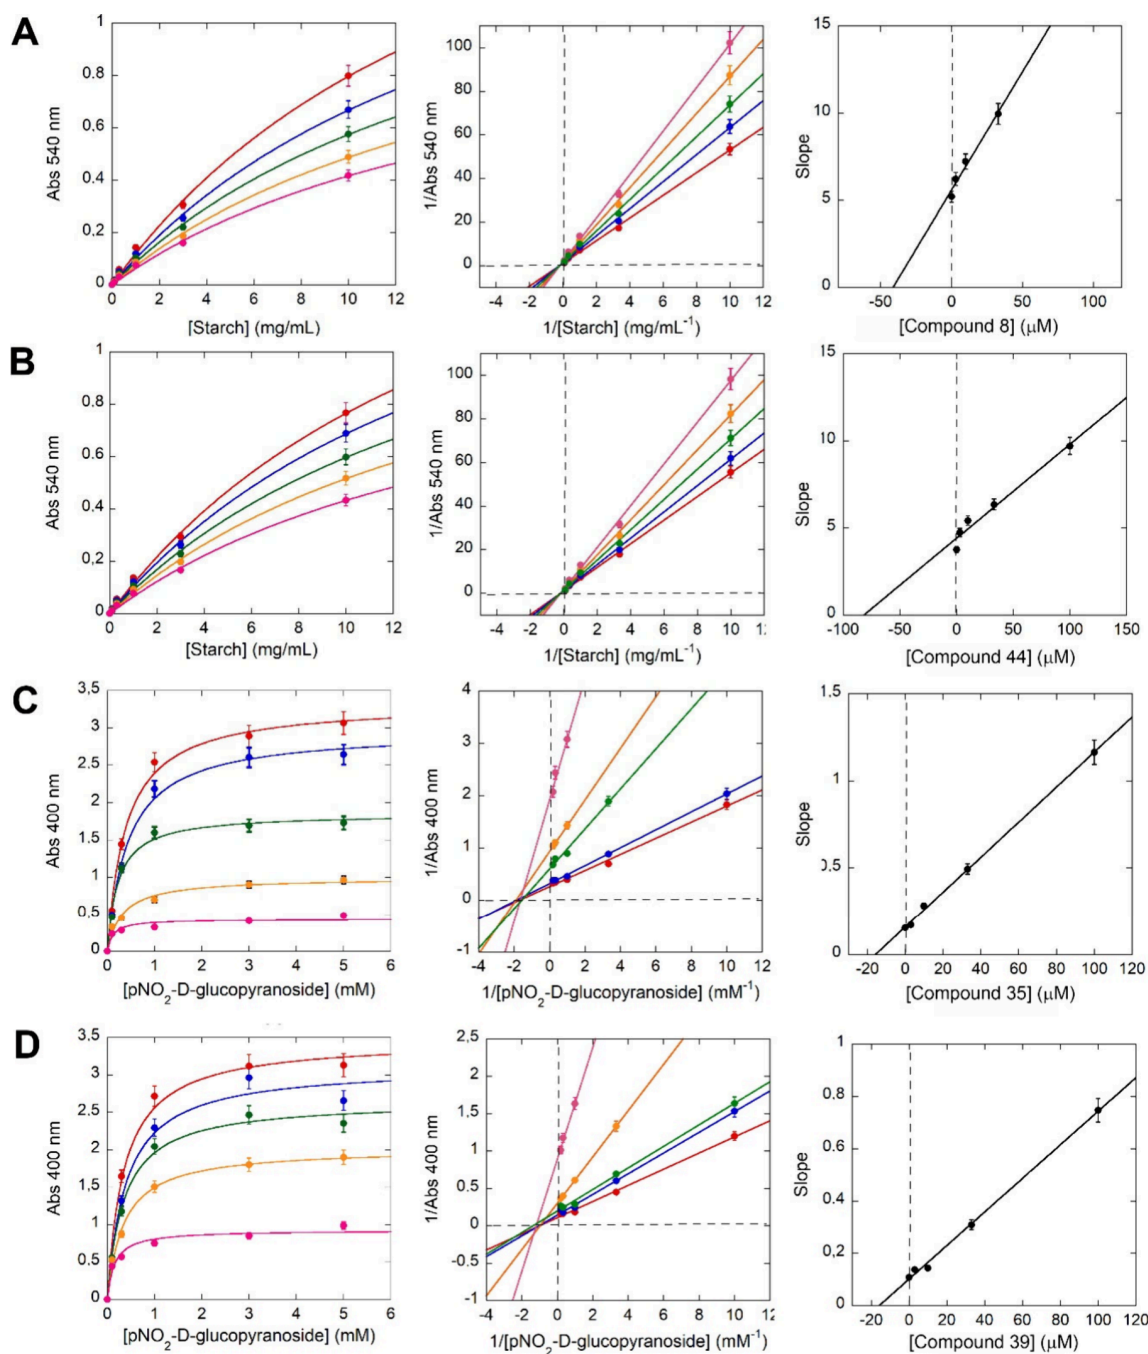 A
Abs 540 nm
1
0.8
0.6
0.4
0.2
0
0 2 4 6 8 10 12
[Starch] (mg/mL)
1/Abs 540 nm
100
80
60
40
20
0
-4 -2 0 2 4 6 8 10 12
1/[Starch] (mg/mL⁻¹)
Slope
15
10
5
0
-50 0 50 100
[Compound 8] (μM)
B
Abs 540 nm
1
0.8
0.6
0.4
0.2
0
0 2 4 6 8 10 12
[Starch] (mg/mL)
1/Abs 540 nm
100
80
60
40
20
0
-4 -2 0 2 4 6 8 10
1/[Starch] (mg/mL⁻¹)
Slope
15
10
5
0
-100 -50 0 50 100 150
[Compound 44] (μM)
C
Abs 400 nm
3.5
3
2.5
2
1.5
1
0.5
0
0 1 2 3 4 5 6
[pNO₂-D-glucopyranoside] (mM)
1/Abs 400 nm
4
3
2
1
0
-1
-4 -2 0 2 4 6 8 10 12
1/[pNO₂-D-glucopyranoside] (mM⁻¹)
Slope
1.5
1
0.5
0
-20 0 20 40 60 80 100 120
[Compound 35] (μM)
D
Abs 400 nm
3.5
3
2.5
2
1.5
1
0.5
0
0 1 2 3 4 5 6
[pNO₂-D-glucopyranoside] (mM)
1/Abs 400 nm
2.5
2
1.5
1
0.5
0
-0.5
-1
-4 -2 0 2 4 6 8 10 12
1/[pNO₂-D-glucopyranoside] (mM⁻¹)
Slope
1
0.8
0.6
0.4
0.2
0
-20 0 20 40 60 80 100 120
[Compound 39] (μM)